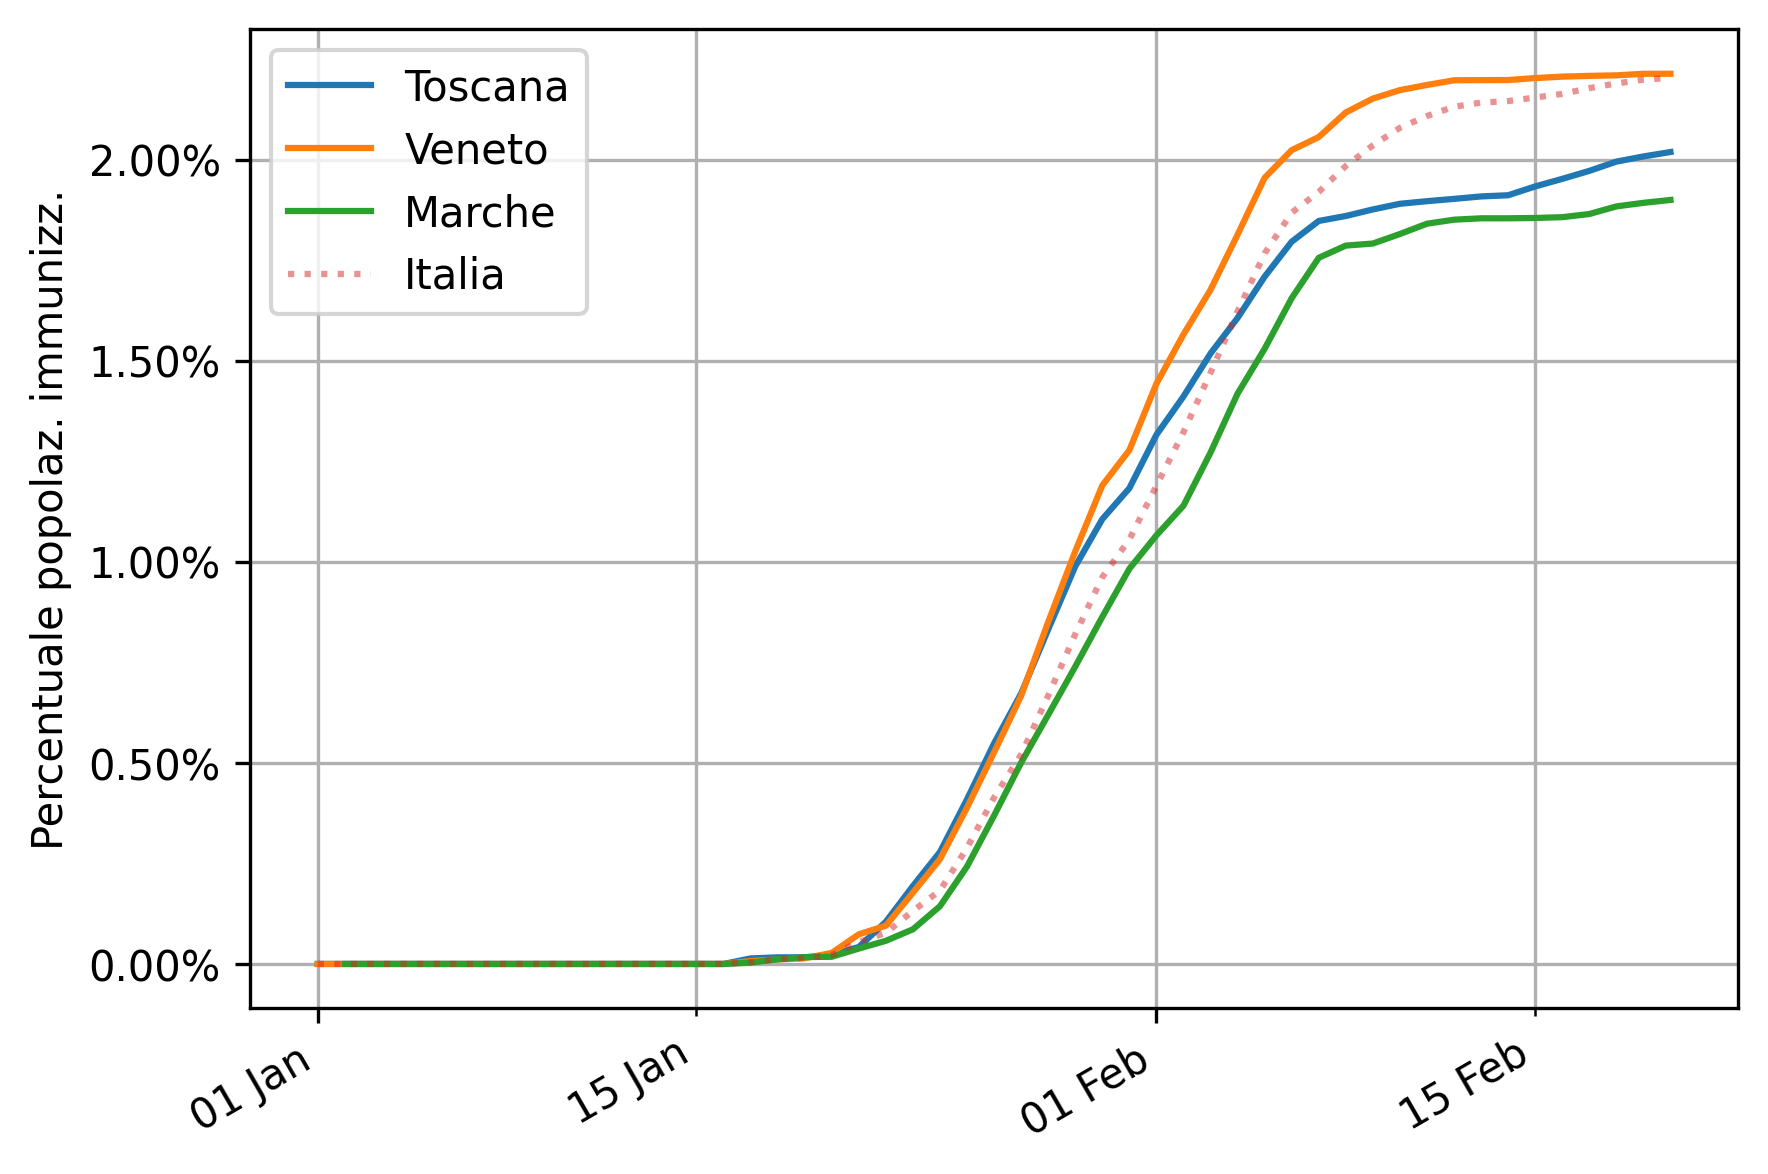 Toscana
Veneto
Marche
Italia
Percentuale popolaz. immunizz.
2.00%
1.50%
1.00%
0.50%
0.00%
01 Jan
15 Jan
01 Feb
15 Feb